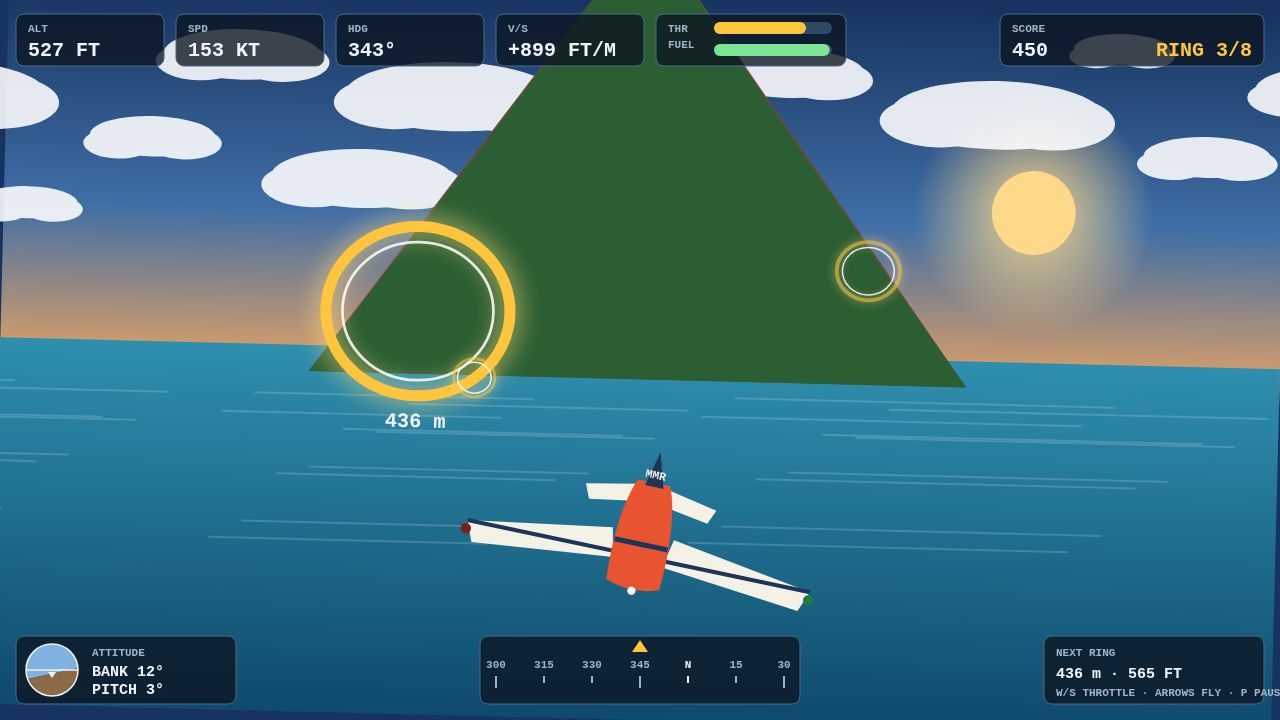 ALT
527 FT
SPD
153 KT
HDG
343°
V/S
+899 FT/M
THR
FUEL
SCORE
450
RING 3/8
436 m
MMR
ATTITUDE
BANK 12°
PITCH 3°
300 315 330 345 N 15 30
NEXT RING
436 m · 565 FT
W/S THROTTLE · ARROWS FLY · P PAUS